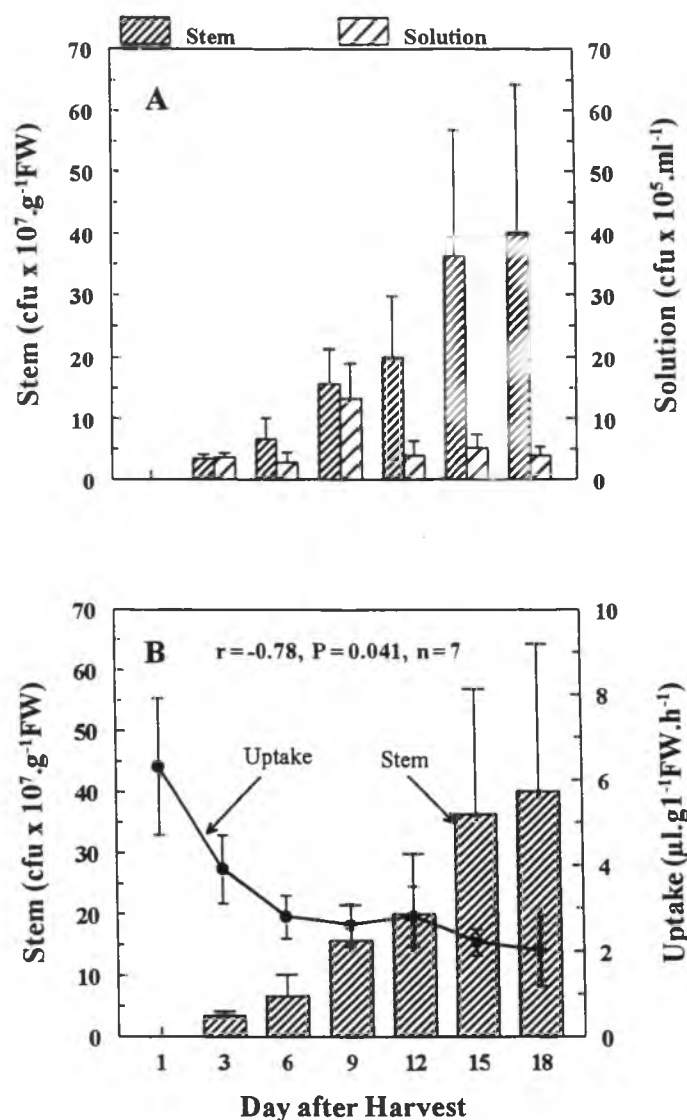 Stem Solution
A
Stem (cfu x 10⁷.g⁻¹FW)
70
60
50
40
30
20
10
0
Solution (cfu x 10⁵.ml⁻¹)
70
60
50
40
30
20
10
0
B r=-0.78, P=0.041, n=7
Uptake
Stem
Stem (cfu x 10⁷.g⁻¹FW)
70
60
50
40
30
20
10
0
Uptake (µl.g1⁻¹FW.h⁻¹)
10
8
6
4
2
0
1 3 6 9 12 15 18
Day after Harvest